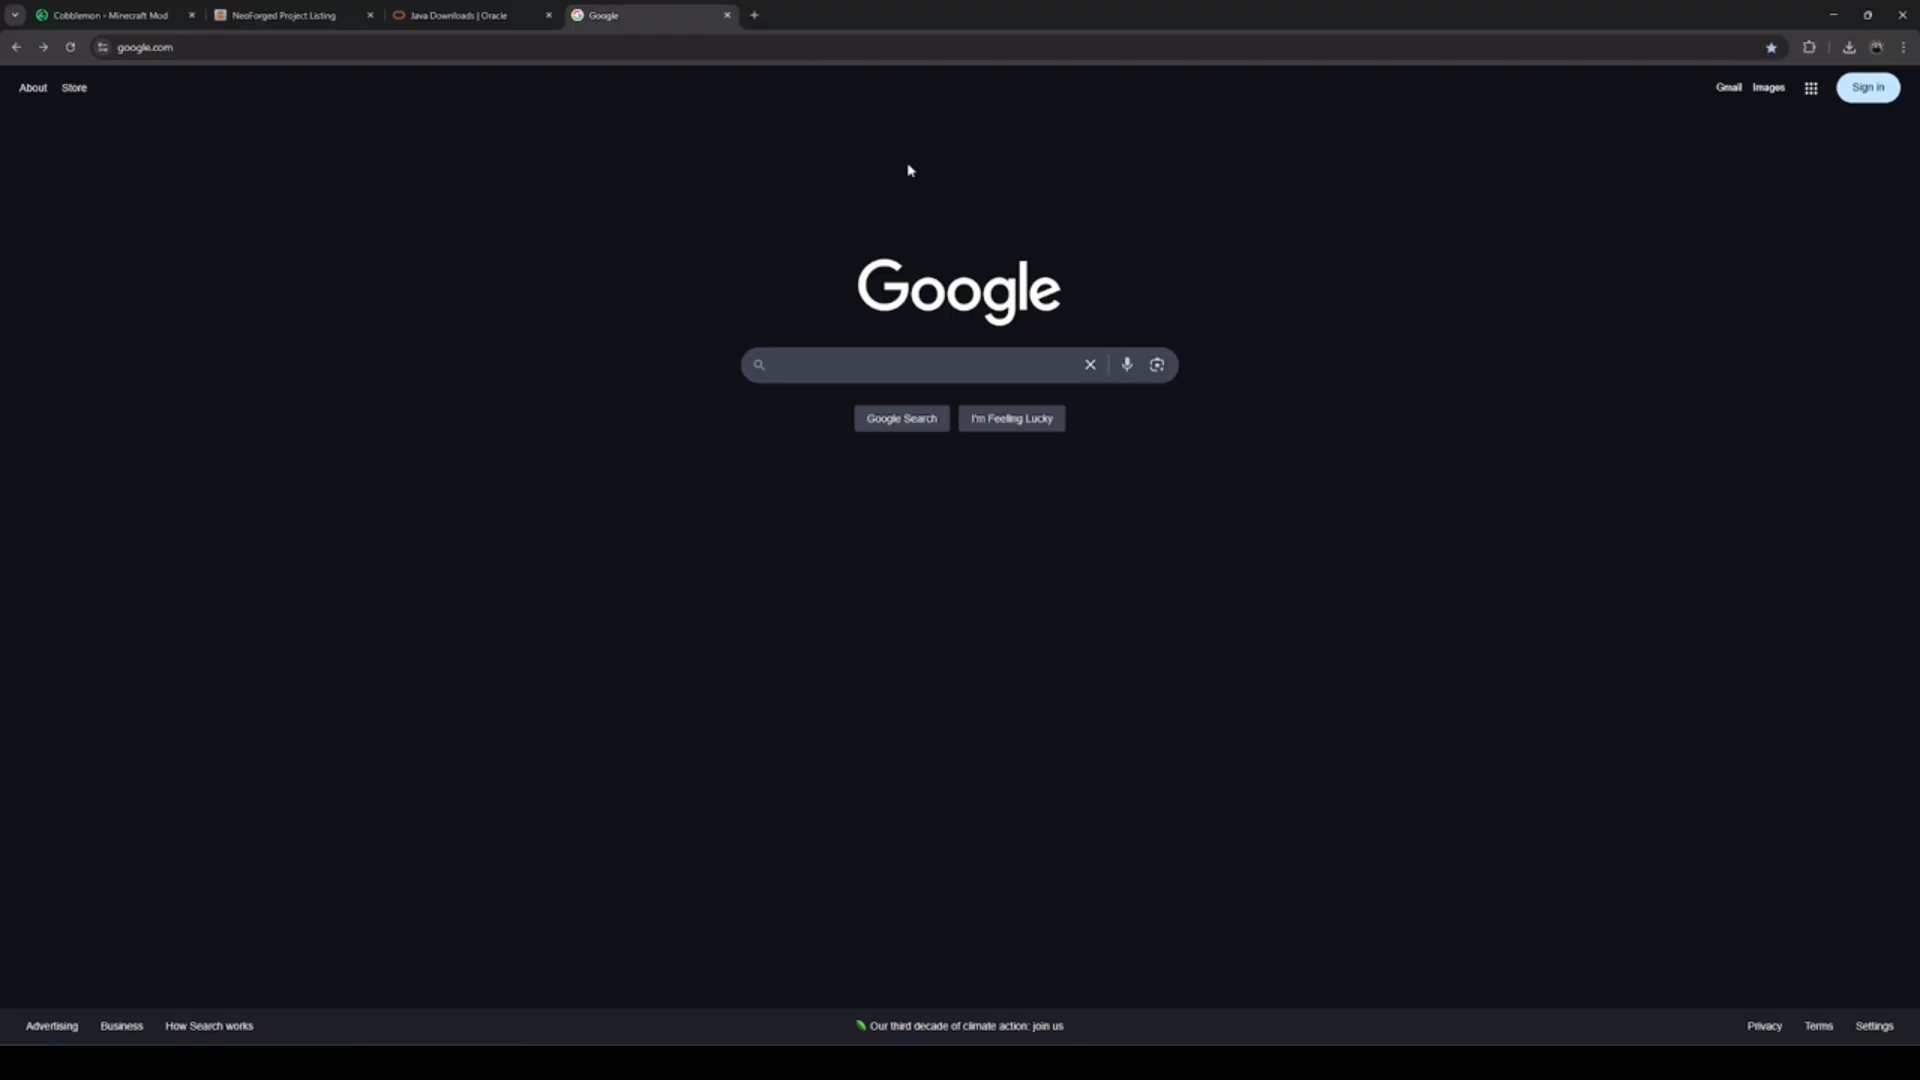 Cobblemon - Minecraft Mod
NeoForged Project Listing
Java Downloads | Oracle
Google
google.com
About
Store
Gmail
Images
Sign in
Google
Google Search
I'm Feeling Lucky
Advertising
Business
How Search works
Our third decade of climate action: join us
Privacy
Terms
Settings